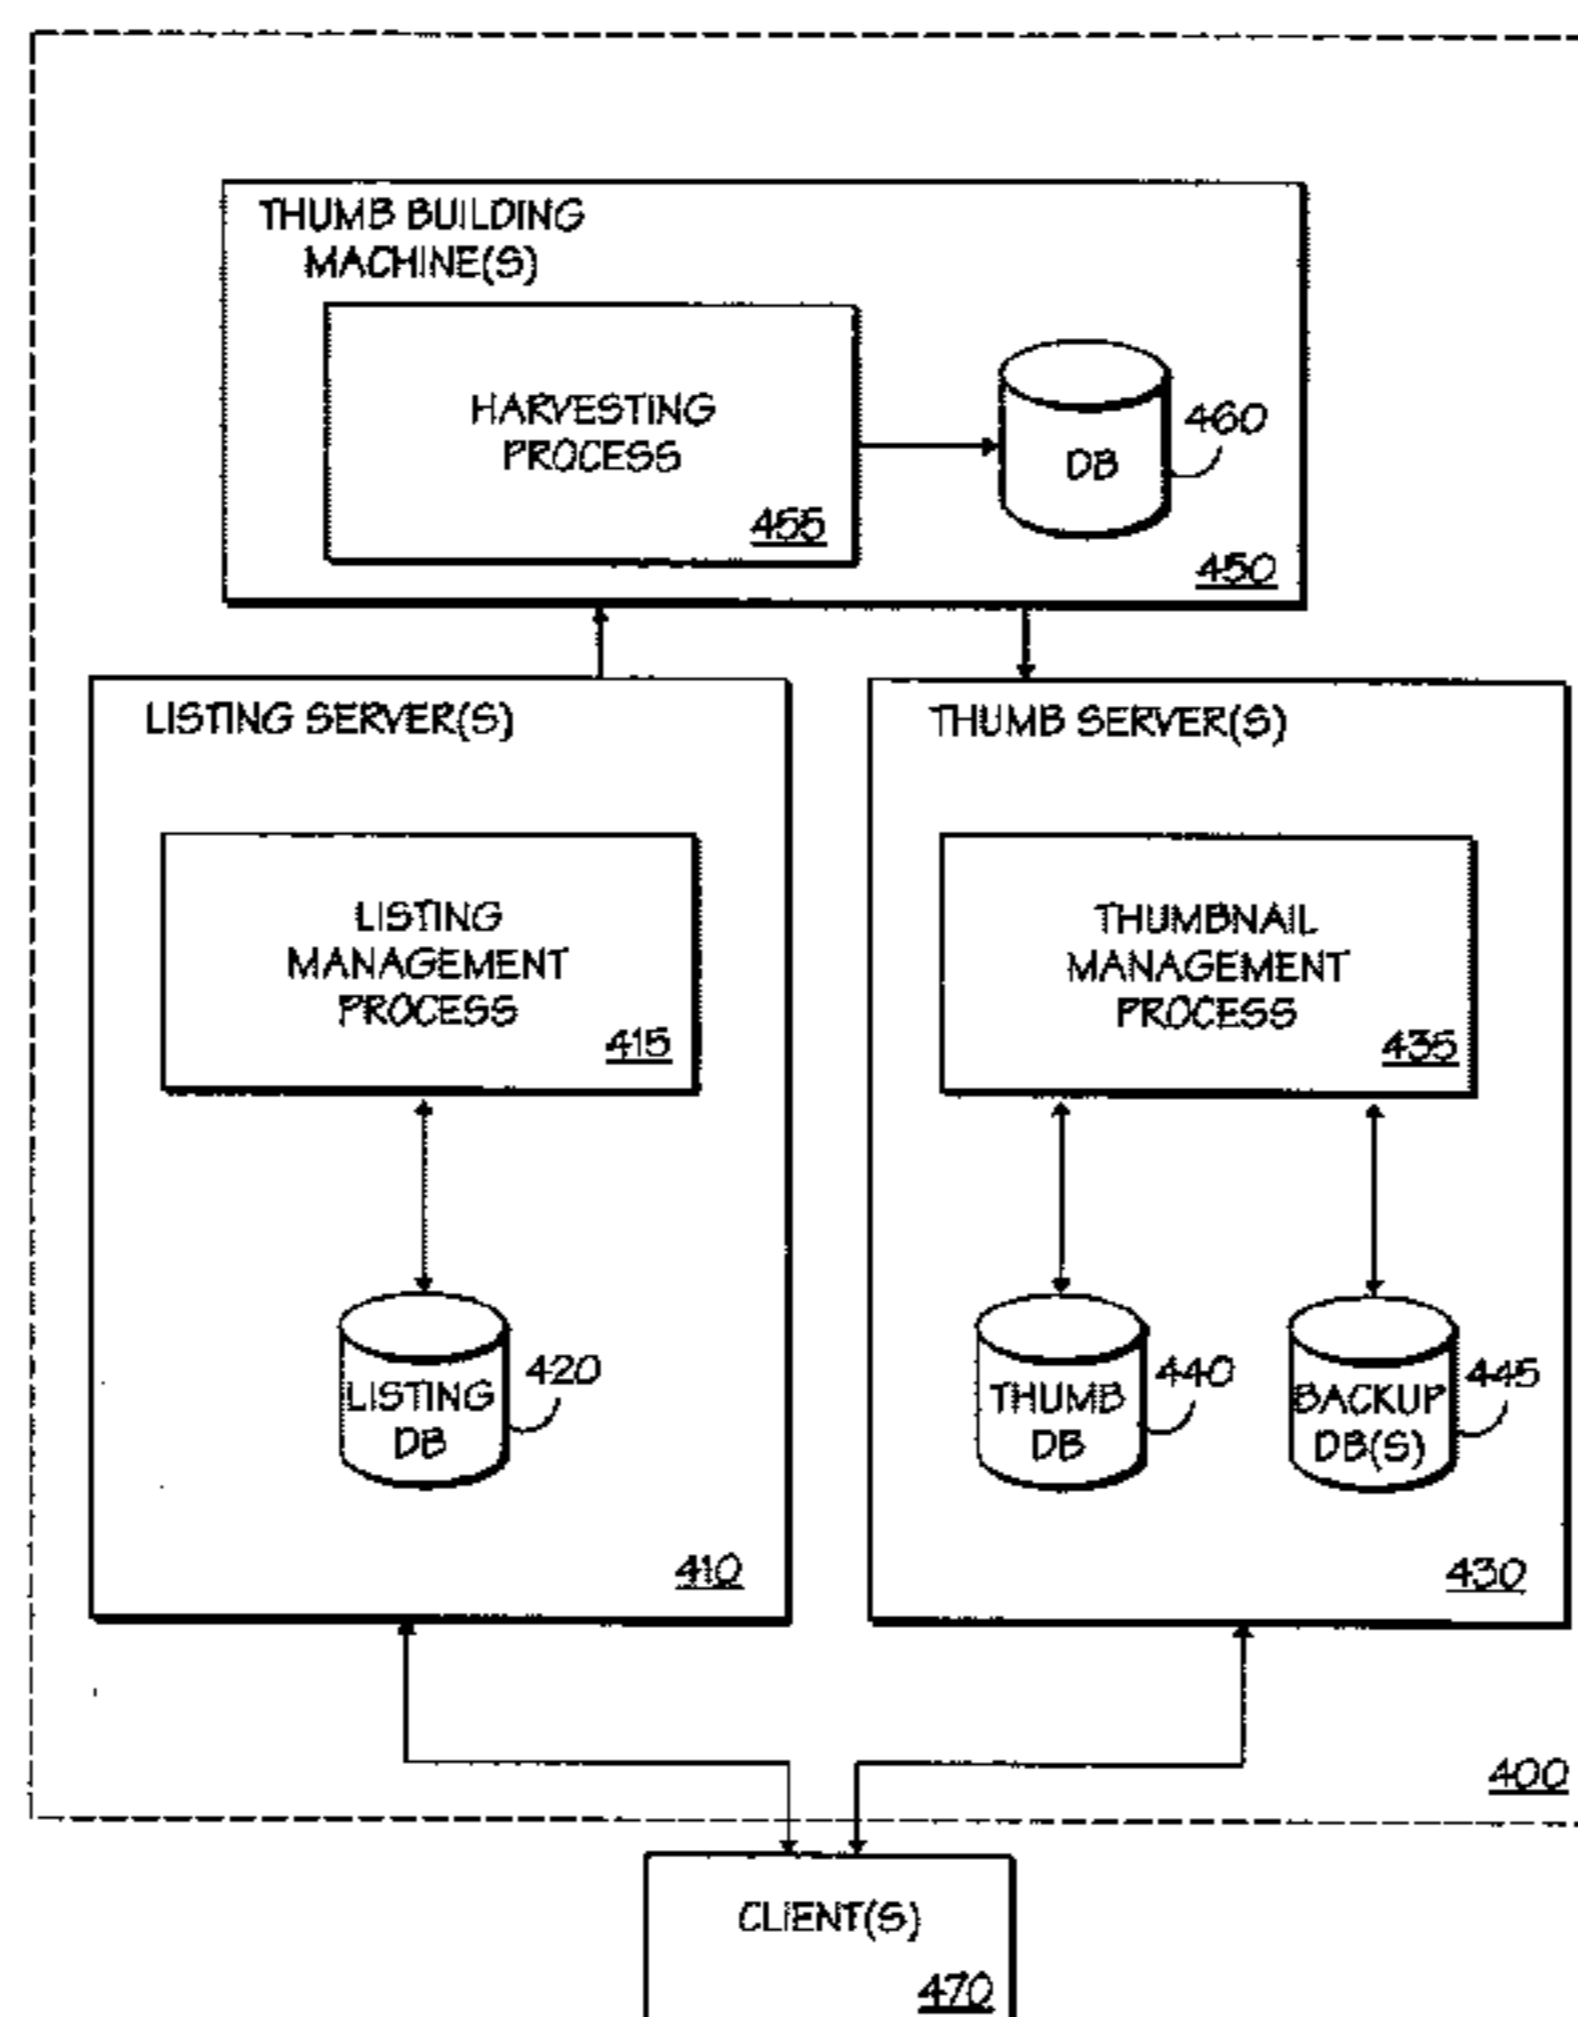 THUMB BUILDING
MACHINE(S)
HARVESTING
PROCESS
455
DB
460
450
LISTING SERVER(S)
LISTING
MANAGEMENT
PROCESS
415
LISTING
DB
420
410
THUMB SERVER(S)
THUMBNAIL
MANAGEMENT
PROCESS
435
THUMB
DB
440
BACKUP
DB(S)
445
430
400
CLIENT(S)
470